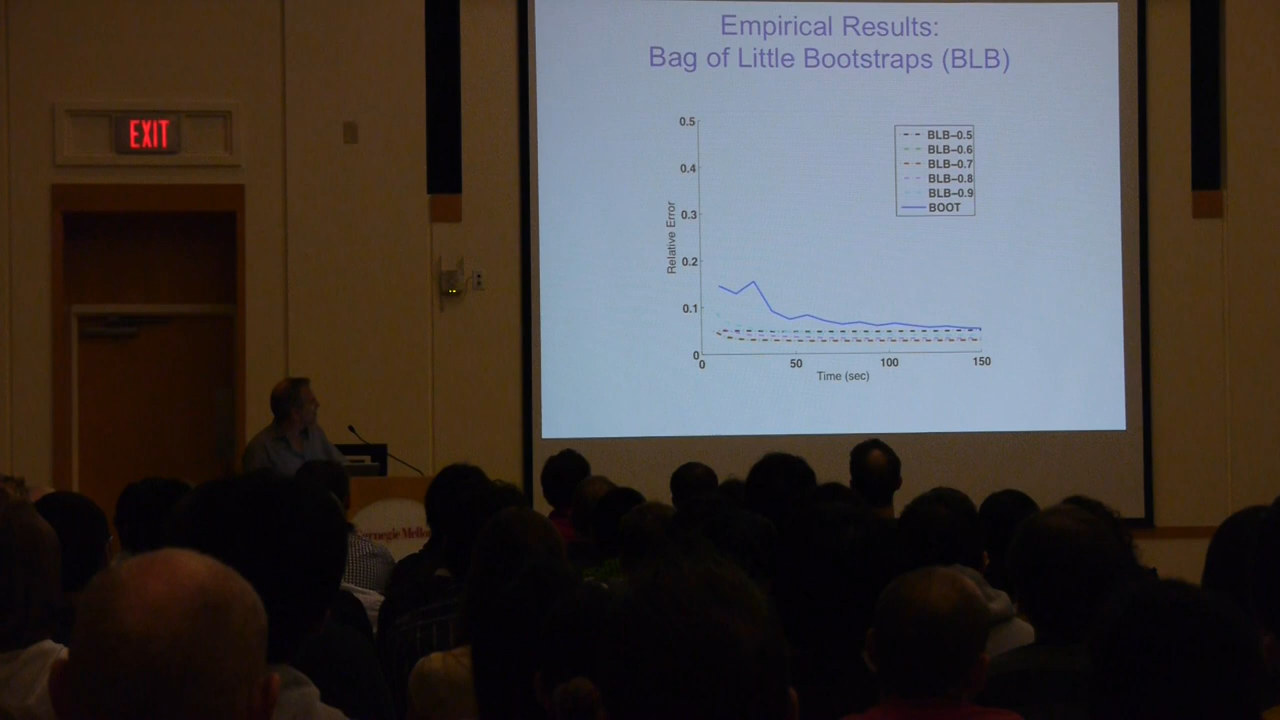 Empirical Results:
Bag of Little Bootstraps (BLB)
EXIT
0.5
0.4
0.3
0.2
0.1
0
Relative Error
BLB–0.5
BLB–0.6
BLB–0.7
BLB–0.8
BLB–0.9
BOOT
0
50
100
150
Time (sec)
Carnegie Mello